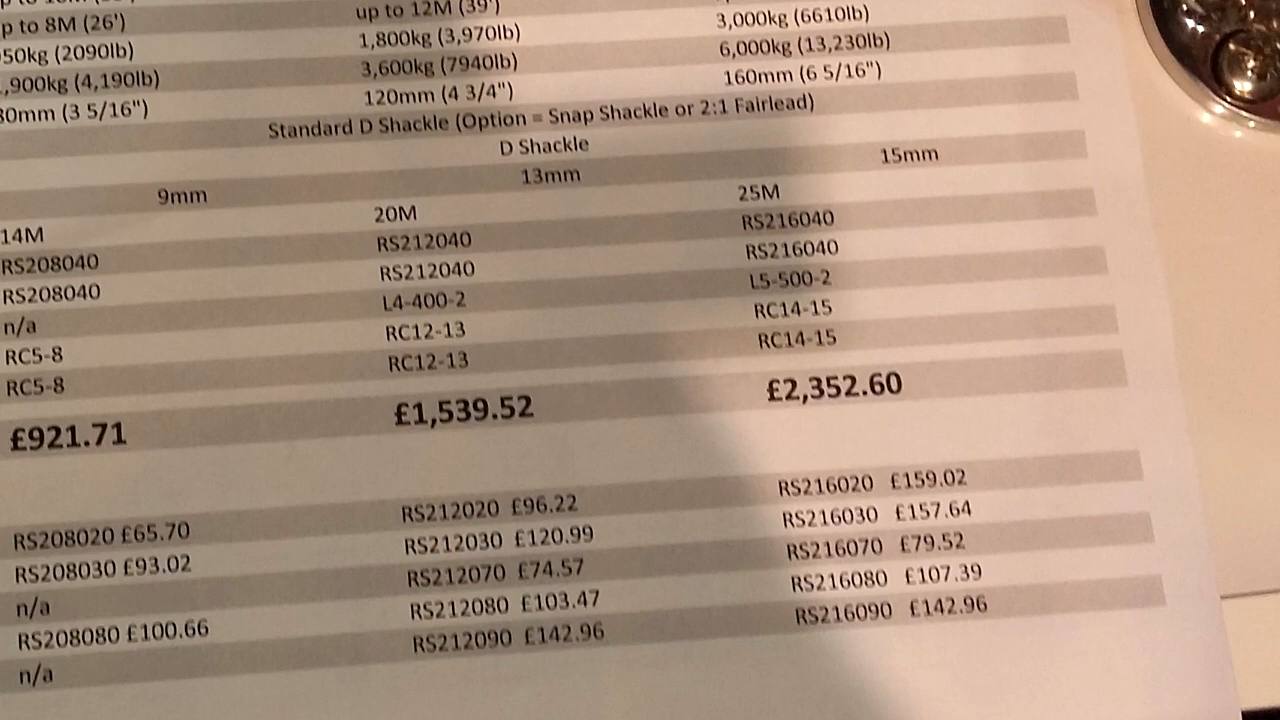 up to 12M (39')
p to 8M (26') 3,000kg (6610lb)
950kg (2090lb) 1,800kg (3,970lb) 6,000kg (13,230lb)
1,900kg (4,190lb) 3,600kg (7940lb) 160mm (6 5/16")
80mm (3 5/16") 120mm (4 3/4")
Standard D Shackle (Option = Snap Shackle or 2:1 Fairlead)
D Shackle
9mm 13mm 15mm
14M 20M 25M
RS208040 RS212040 RS216040
RS208040 RS212040 RS216040
n/a L4-400-2 L5-500-2
RC5-8 RC12-13 RC14-15
RC5-8 RC12-13 RC14-15
£921.71 £1,539.52 £2,352.60
RS208020 £65.70 RS212020 £96.22 RS216020 £159.02
RS208030 £93.02 RS212030 £120.99 RS216030 £157.64
n/a RS212070 £74.57 RS216070 £79.52
RS208080 £100.66 RS212080 £103.47 RS216080 £107.39
n/a RS212090 £142.96 RS216090 £142.96